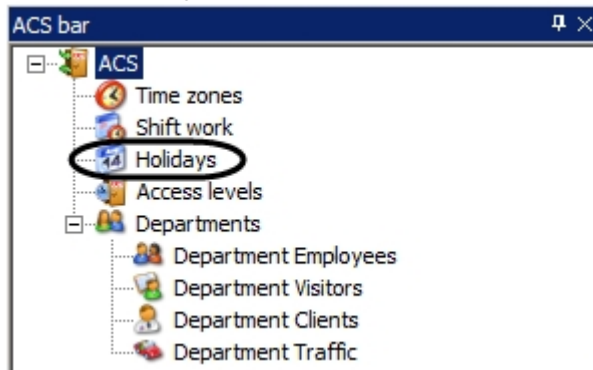 ACS bar
ACS
Time zones
Shift work
Holidays
Access levels
Departments
Department Employees
Department Visitors
Department Clients
Department Traffic